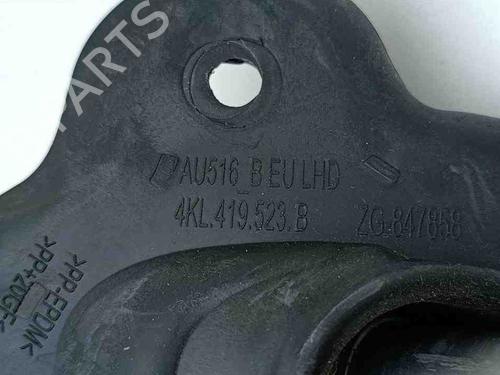 PARTS
AU516_B EU LHD
4KL.419.523.B ZG.847858
>PP-EPDM<
>PP+20GF<